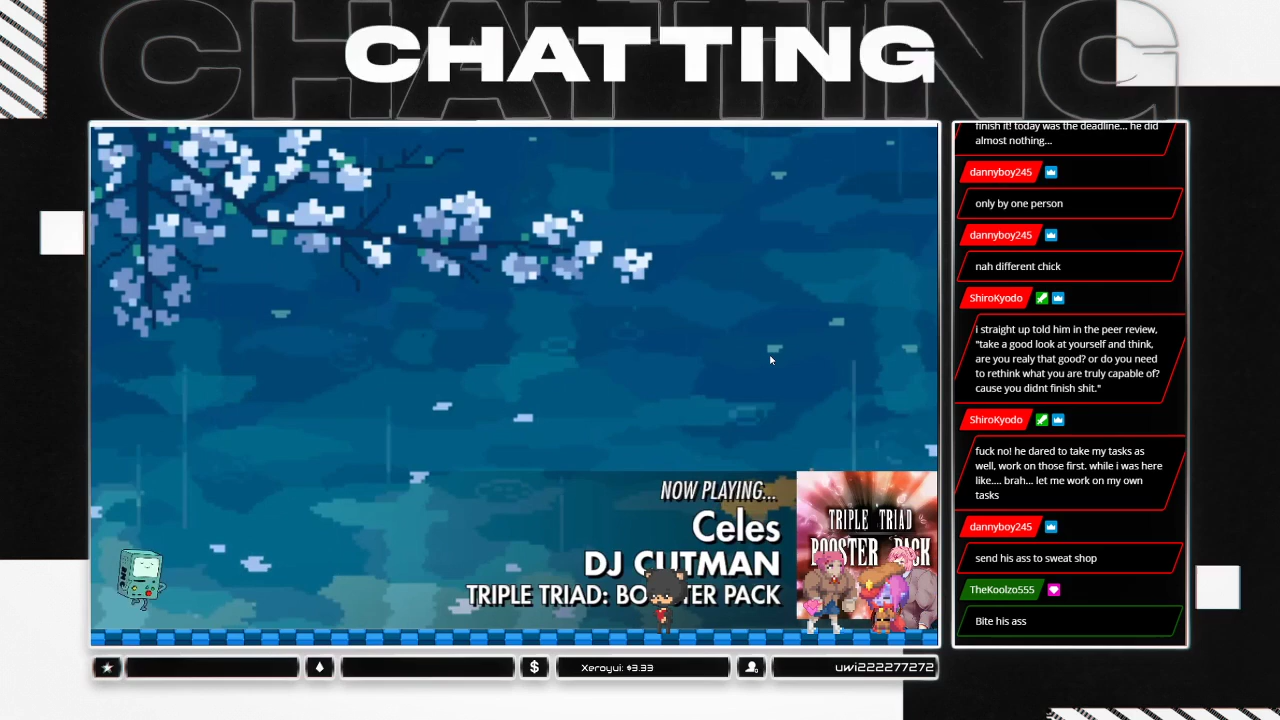 CHATTING
CHATTING
finish it! today was the deadline... he did
almost nothing...
dannyboy245
only by one person
dannyboy245
nah different chick
ShiroKyodo
i straight up told him in the peer review,
"take a good look at yourself and think,
are you realy that good? or do you need
to rethink what you are truly capable of?
cause you didnt finish shit."
ShiroKyodo
fuck no! he dared to take my tasks as
well, work on those first. while i was here
like.... brah... let me work on my own
tasks
dannyboy245
send his ass to sweat shop
TheKoolzo555
Bite his ass
NOW PLAYING...
Celes
DJ CUTMAN
TRIPLE TRIAD: BOOSTER PACK
TRIPLE TRIAD
BOOSTER PACK
$
Xeroyui: $3.33
uwi222277272